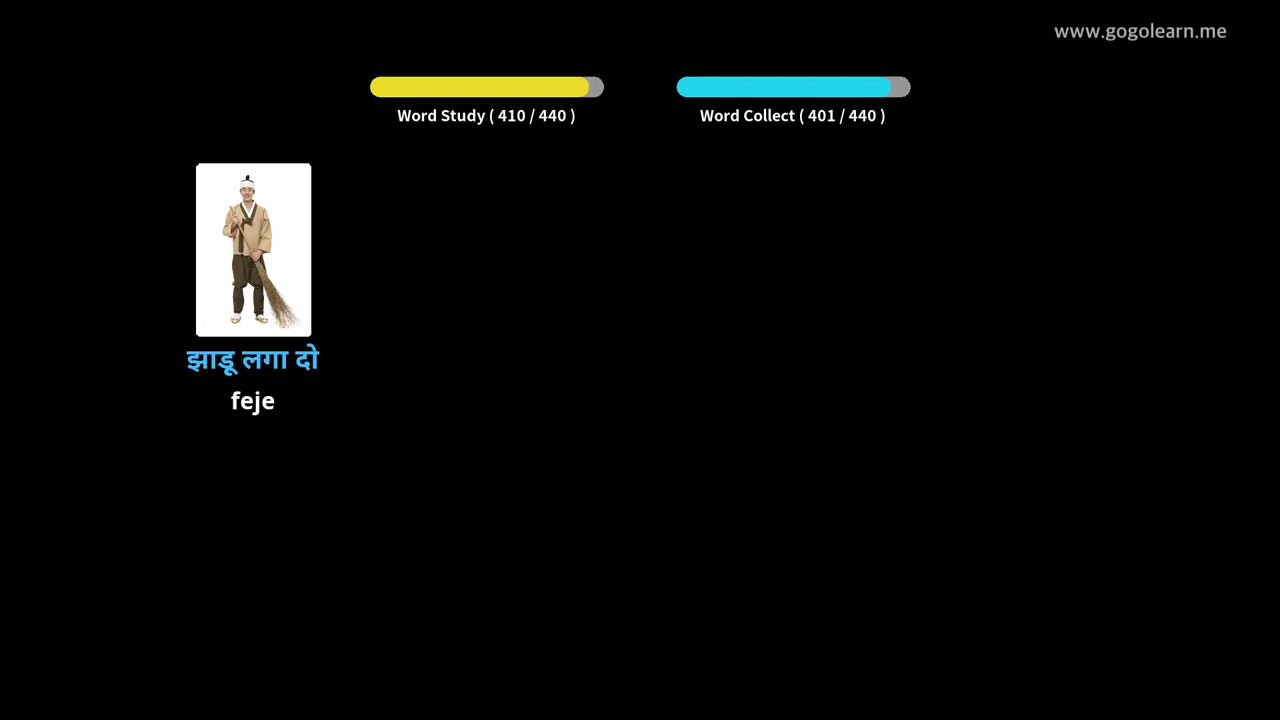 www.gogolearn.me
Word Study ( 410 / 440 )
Word Collect ( 401 / 440 )
झाडू लगा दो
feje